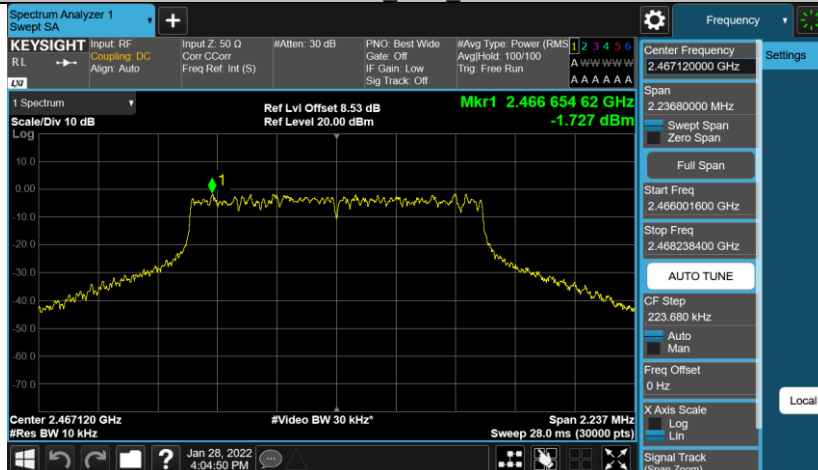 Spectrum Analyzer 1
Swept SA
Frequency
KEYSIGHT
R L
LXI
Input: RF
Coupling: DC
Align: Auto
Input Z: 50 Ω
Corr CCorr
Freq Ref: Int (S)
#Atten: 30 dB
PNO: Best Wide
Gate: Off
IF Gain: Low
Sig Track: Off
#Avg Type: Power (RMS
Avg|Hold: 100/100
Trig: Free Run
1 2 3 4 5 6
A W W W W W
A A A A A A
1 Spectrum
Scale/Div 10 dB
Log
Ref Lvl Offset 8.53 dB
Ref Level 20.00 dBm
Mkr1 2.466 654 62 GHz
-1.727 dBm
10.0
0.00
-10.0
-20.0
-30.0
-40.0
-50.0
-60.0
-70.0
1
Center 2.467120 GHz
#Res BW 10 kHz
#Video BW 30 kHz*
Span 2.237 MHz
Sweep 28.0 ms (30000 pts)
Jan 28, 2022
4:04:50 PM
?
Center Frequency
2.467120000 GHz
Span
2.23680000 MHz
Swept Span
Zero Span
Full Span
Start Freq
2.466001600 GHz
Stop Freq
2.468238400 GHz
AUTO TUNE
CF Step
223.680 kHz
Auto
Man
Freq Offset
0 Hz
X Axis Scale
Log
Lin
Signal Track
(Span Zoom)
Settings
Local